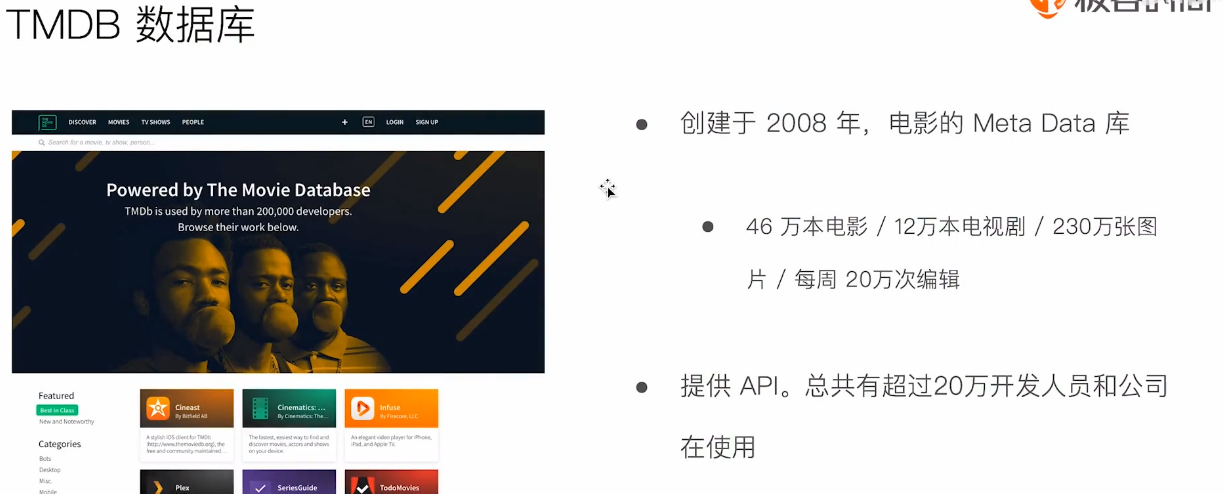 TMDB 数据库
THE MOVIE DB
DISCOVER MOVIES TV SHOWS PEOPLE + EN LOGIN SIGN UP
Search for a movie, tv show, person...
Powered by The Movie Database
TMDb is used by more than 200,000 developers.
Browse their work below.
Featured
Best in Class
New and Noteworthy
Categories
Bots
Desktop
Misc.
Mobile
Cineast
By Bitfield AB
A stylish iOS client for TMDb
(http://www.themoviedb.org), the
free and community maintained...
Cinematics: ...
By Cinematics: The...
The fastest, easiest way to find and
discover movies, actors and shows
on your device.
Infuse
By Firecore, LLC
An elegant video player for iPhone,
iPad, and Apple TV.
Plex
SeriesGuide
TodoMovies
创建于 2008 年，电影的 Meta Data 库
46 万本电影 / 12万本电视剧 / 230万张图
片 / 每周 20万次编辑
提供 API。总共有超过20万开发人员和公司
在使用